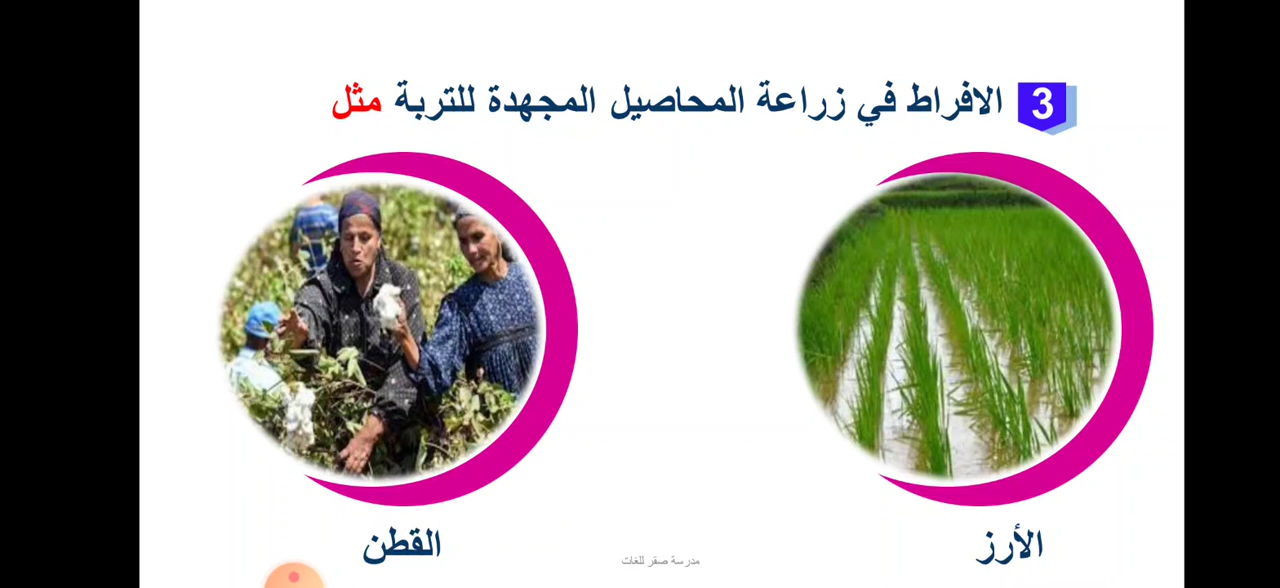 3 الافراط في زراعة المحاصيل المجهدة للتربة مثل
الأرز
القطن
مدرسة صقر للغات